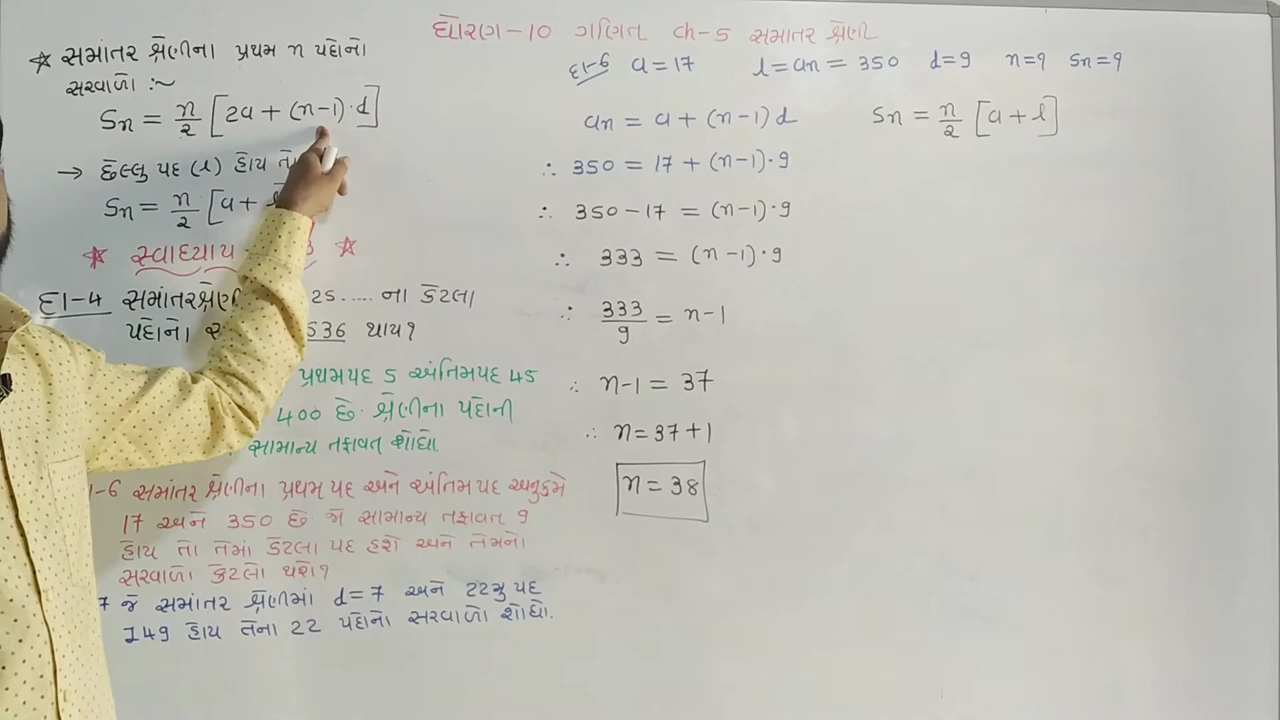 ધોરણ-10 ગણિત ch-5 સમાંતર શ્રેણી
☆ સમાંતર શ્રેણીના પ્રથમ n પદોનો
સરવાળો :~
Sn = n/2 [2a + (n-1)·d]
→ છેલ્લુ પદ (l) હોય તો
Sn = n/2 [a +
☆ સ્વાધ્યાય ☆
દા-4 સમાંતર શ્રેણી 25..... ના કેટલા
પદોનો 636 થાય?
પ્રથમપદ 5 અંતિમપદ 45
400 છે. શ્રેણીના પદોની
સામાન્ય તફાવત શોધો.
-6 સમાંતર શ્રેણીના પ્રથમ પદ અને અંતિમ પદ અનુક્રમે
17 અને 350 છે જો સામાન્ય તફાવત 9
હોય તો તેમાં કેટલા પદ હશે અને તેમનો
સરવાળો કેટલો થશે?
7 જે સમાંતર શ્રેણીમાં d=7 અને 22મુ પદ
149 હોય તેના 22 પદોનો સરવાળો શોધો.
દા-6 a=17 l=an=350 d=9 n=? Sn=?
an = a + (n-1)d
∴ 350 = 17 + (n-1)·9
∴ 350-17 = (n-1)·9
∴ 333 = (n-1)·9
∴ 333/9 = n-1
∴ n-1 = 37
∴ n=37+1
n=38
Sn = n/2 [a+l]